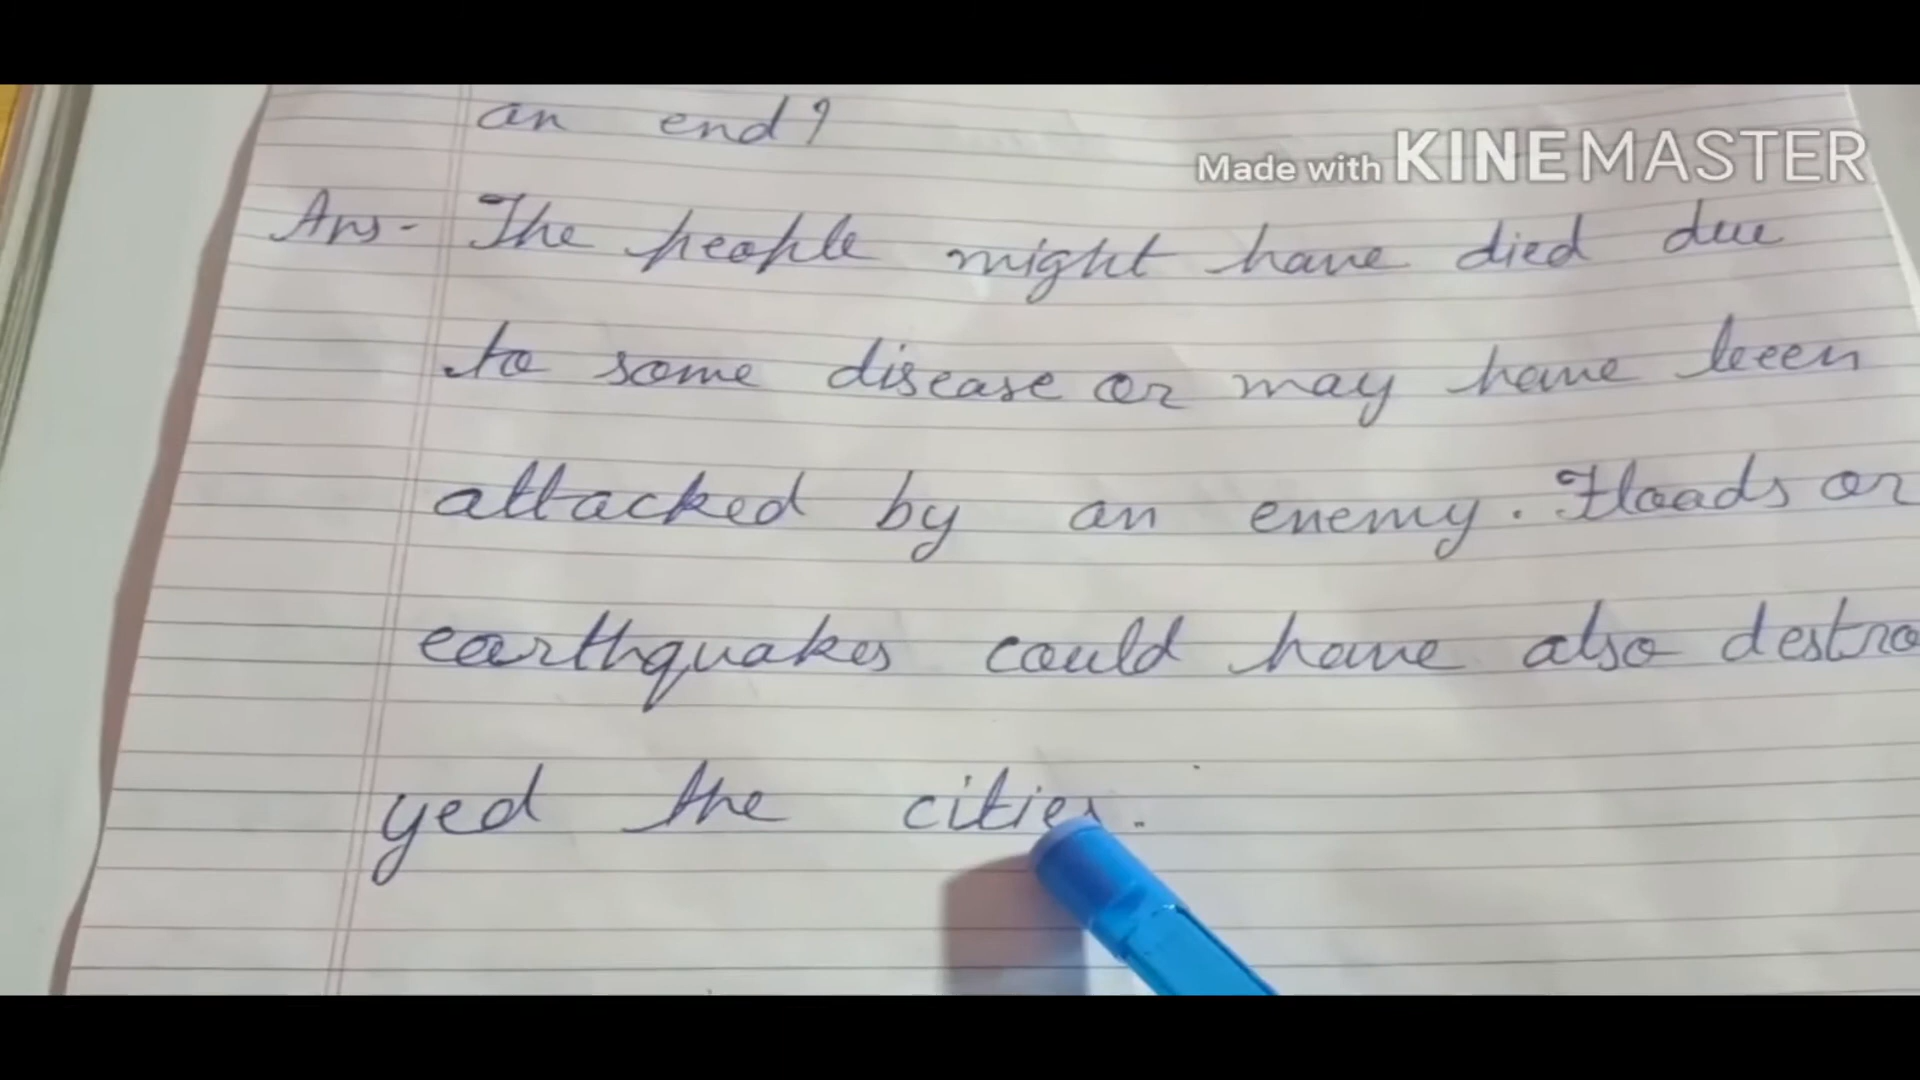 an end?
Made with KINEMASTER
Ans- The people might have died due
to some disease or may have been
attacked by an enemy. Floods or
earthquakes could have also destro
yed the cities.